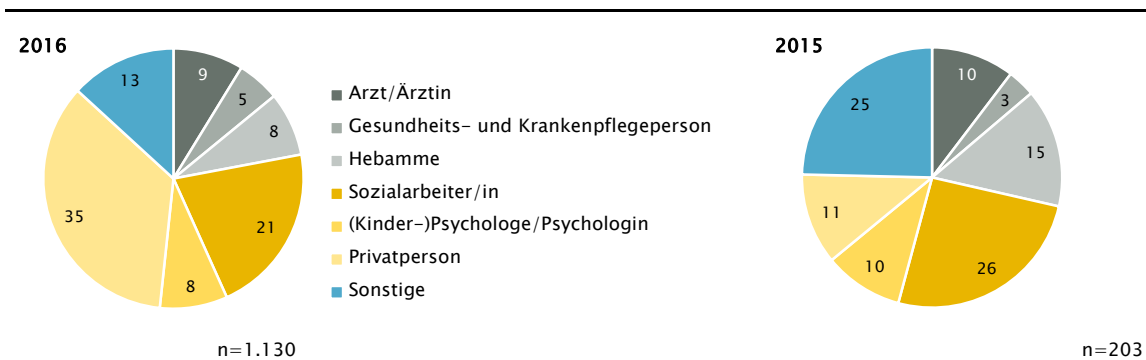 2016
13
9
5
8
21
8
35
n=1.130
Arzt/Ärztin
Gesundheits- und Krankenpflegeperson
Hebamme
Sozialarbeiter/in
(Kinder-)Psychologe/Psychologin
Privatperson
Sonstige
2015
25
10
3
15
26
10
11
n=203